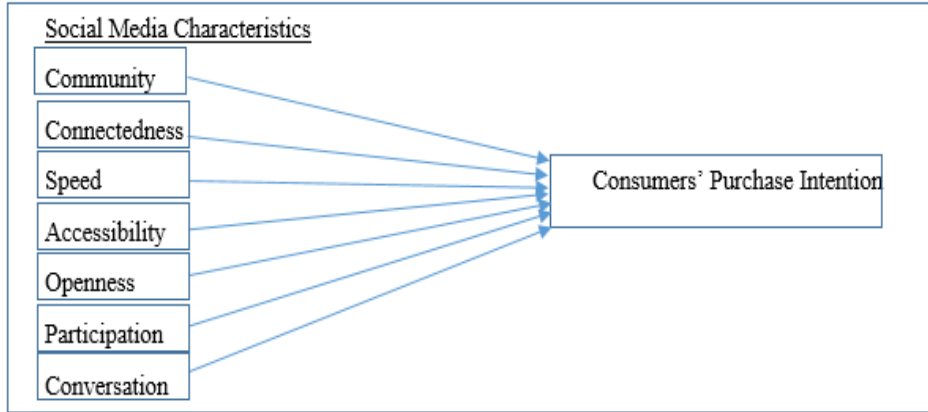 Social Media Characteristics
Community
Connectedness
Speed
Accessibility
Openness
Participation
Conversation
Consumers’ Purchase Intention